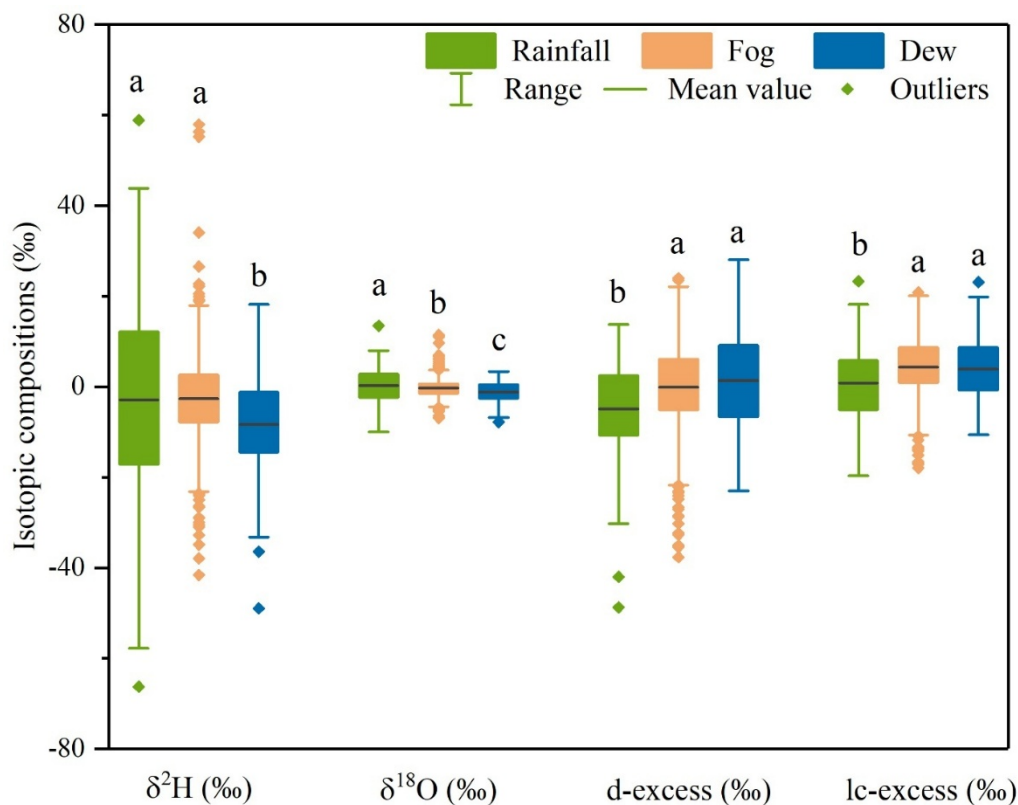 80
40
0
-40
-80
Isotopic compositions (‰)
Rainfall Fog Dew
Range Mean value Outliers
a a b
a b c
b a a
b a a
δ²H (‰) δ¹⁸O (‰) d-excess (‰) lc-excess (‰)